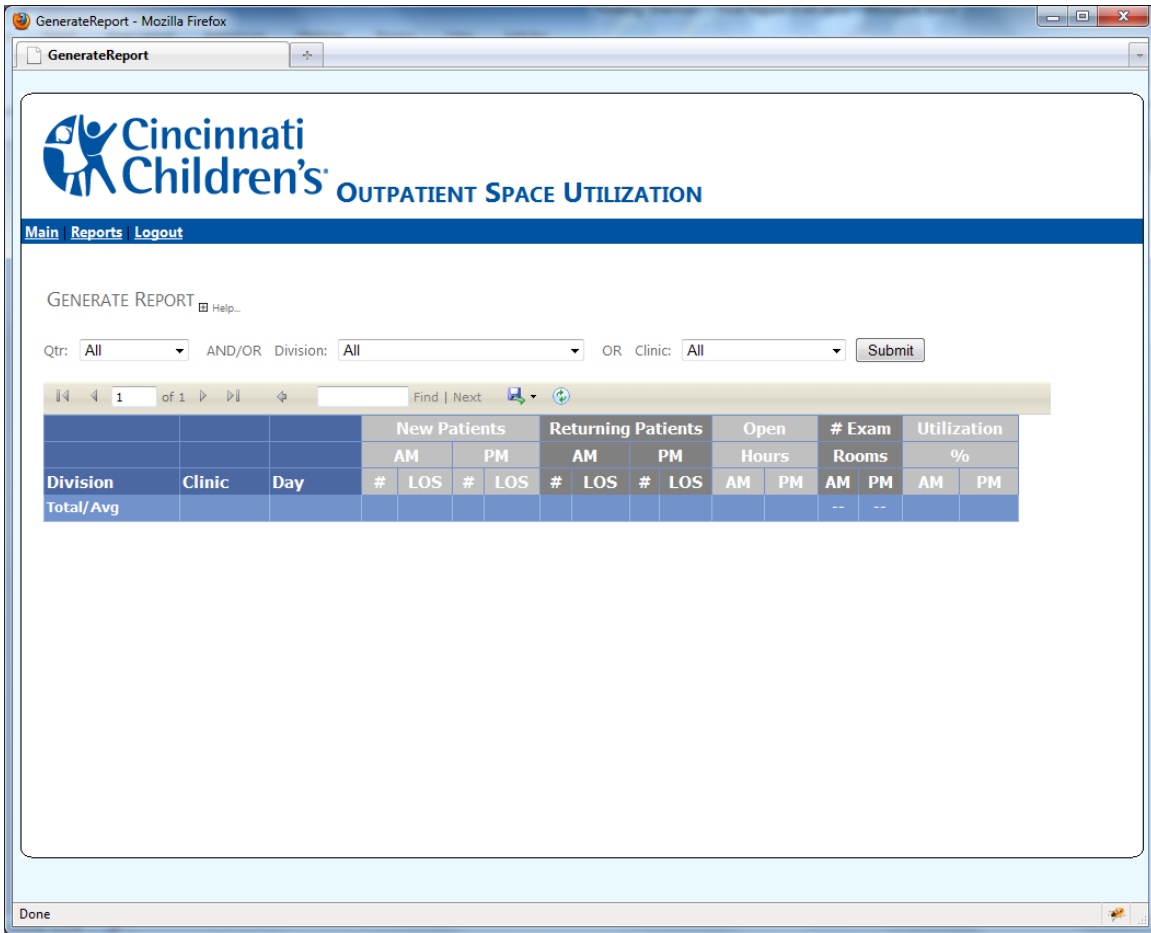 GenerateReport - Mozilla Firefox
GenerateReport
Cincinnati
Children's
OUTPATIENT SPACE UTILIZATION
Main | Reports | Logout
GENERATE REPORT Help...
Qtr: All AND/OR Division: All OR Clinic: All Submit
1 of 1 Find | Next
New Patients Returning Patients Open # Exam Utilization
AM PM AM PM Hours Rooms %
Division Clinic Day # LOS # LOS # LOS # LOS AM PM AM PM AM PM
Total/Avg -- --
Done